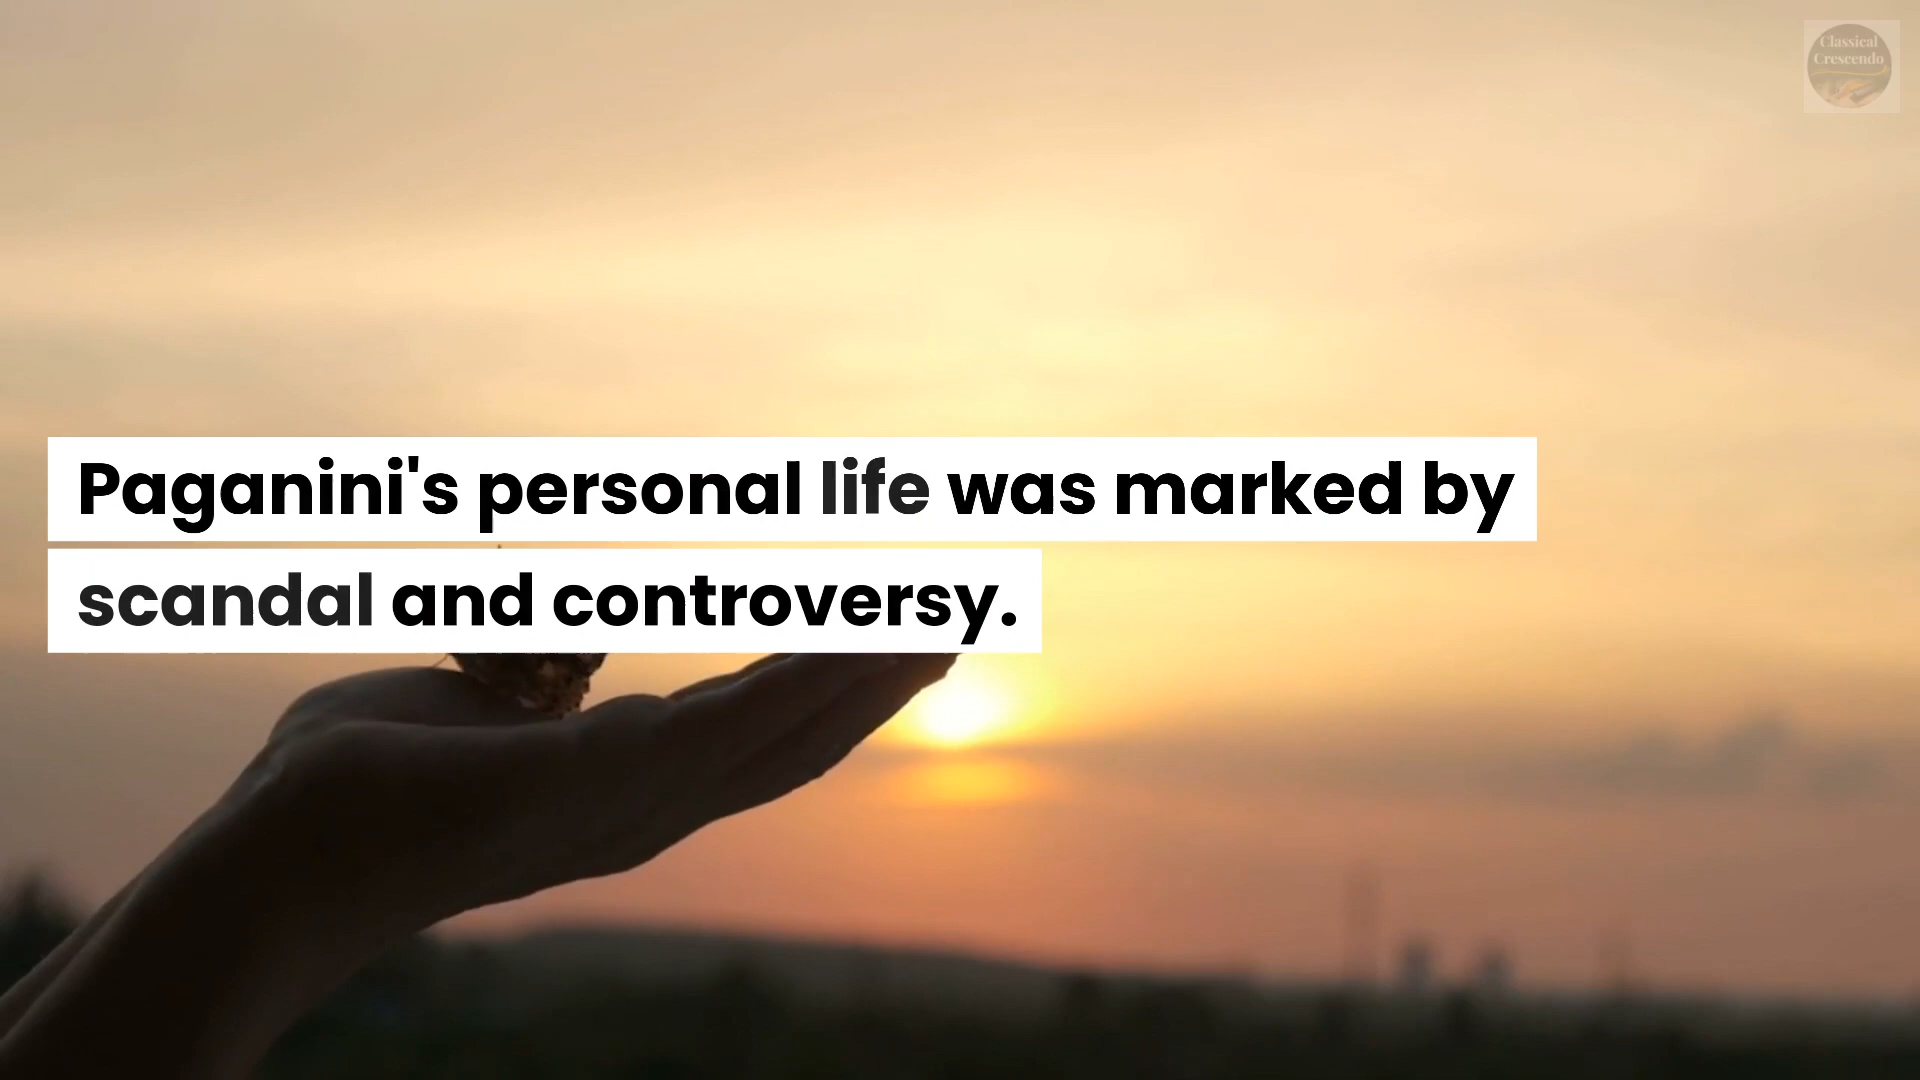 Classical
Crescendo
Paganini's personal life was marked by
scandal and controversy.